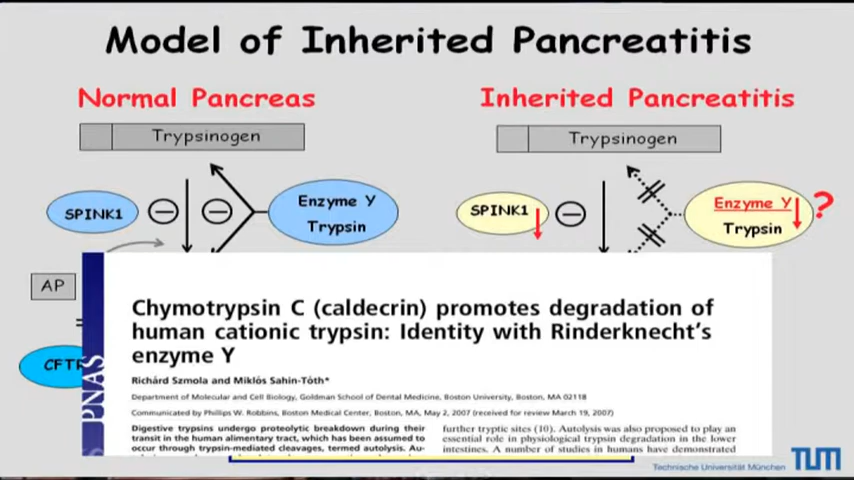 Model of Inherited Pancreatitis
Normal Pancreas
Inherited Pancreatitis
Trypsinogen
Trypsinogen
SPINK1
Enzyme Y
Trypsin
SPINK1
Enzyme Y
Trypsin
?
AP
CFTR
PNAS
Chymotrypsin C (caldecrin) promotes degradation of
human cationic trypsin: Identity with Rinderknecht's
enzyme Y
Richárd Szmola and Miklós Sahin-Tóth*
Department of Molecular and Cell Biology, Goldman School of Dental Medicine, Boston University, Boston, MA 02118
Communicated by Phillips W. Robbins, Boston Medical Center, Boston, MA, May 2, 2007 (received for review March 19, 2007)
Digestive trypsins undergo proteolytic breakdown during their
transit in the human alimentary tract, which has been assumed to
occur through trypsin-mediated cleavages, termed autolysis. Au-
further tryptic sites (10). Autolysis was also proposed to play an
essential role in physiological trypsin degradation in the lower
intestines. A number of studies in humans have demonstrated
Technische Universität München
TUM